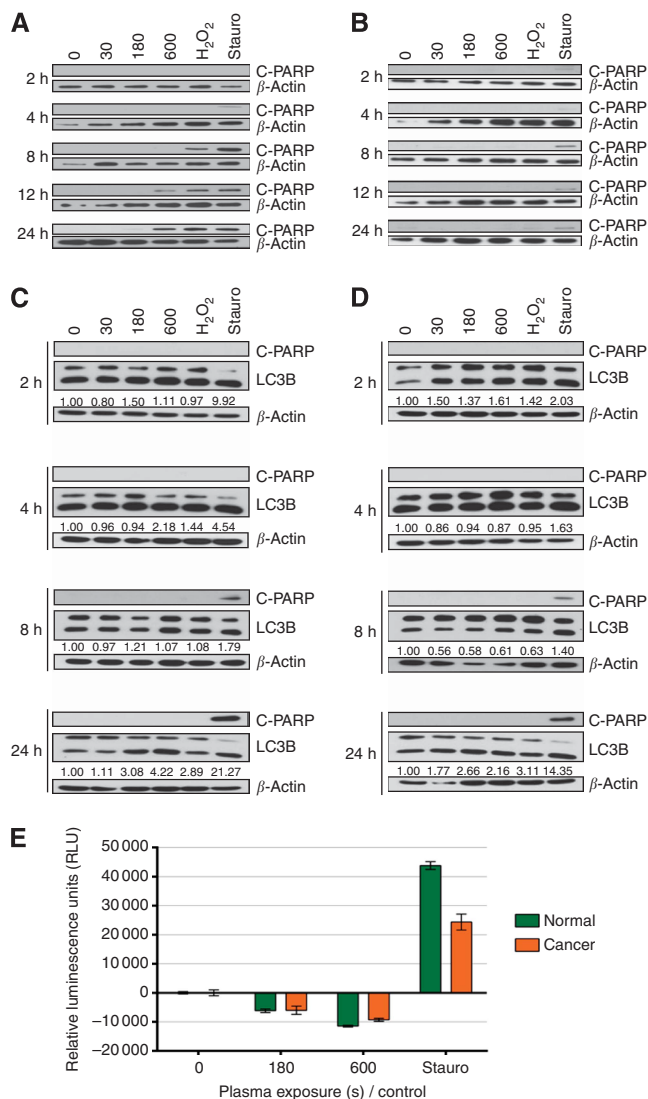 A
0 30 180 600 H₂O₂ Stauro
2 h C-PARP
β-Actin
4 h C-PARP
β-Actin
8 h C-PARP
β-Actin
12 h C-PARP
β-Actin
24 h C-PARP
β-Actin
B
0 30 180 600 H₂O₂ Stauro
2 h C-PARP
β-Actin
4 h C-PARP
β-Actin
8 h C-PARP
β-Actin
12 h C-PARP
β-Actin
24 h C-PARP
β-Actin
C
0 30 180 600 H₂O₂ Stauro
C-PARP
2 h LC3B
1.00 0.80 1.50 1.11 0.97 9.92
β-Actin
C-PARP
4 h LC3B
1.00 0.96 0.94 2.18 1.44 4.54
β-Actin
C-PARP
8 h LC3B
1.00 0.97 1.21 1.07 1.08 1.79
β-Actin
C-PARP
24 h LC3B
1.00 1.11 3.08 4.22 2.89 21.27
β-Actin
D
0 30 180 600 H₂O₂ Stauro
C-PARP
2 h LC3B
1.00 1.50 1.37 1.61 1.42 2.03
β-Actin
C-PARP
4 h LC3B
1.00 0.86 0.94 0.87 0.95 1.63
β-Actin
C-PARP
8 h LC3B
1.00 0.56 0.58 0.61 0.63 1.40
β-Actin
C-PARP
24 h LC3B
1.00 1.77 2.66 2.16 3.11 14.35
β-Actin
E
Relative luminescence units (RLU)
50 000
40 000
30 000
20 000
10 000
0
−10 000
−20 000
Normal
Cancer
0 180 600 Stauro
Plasma exposure (s) / control